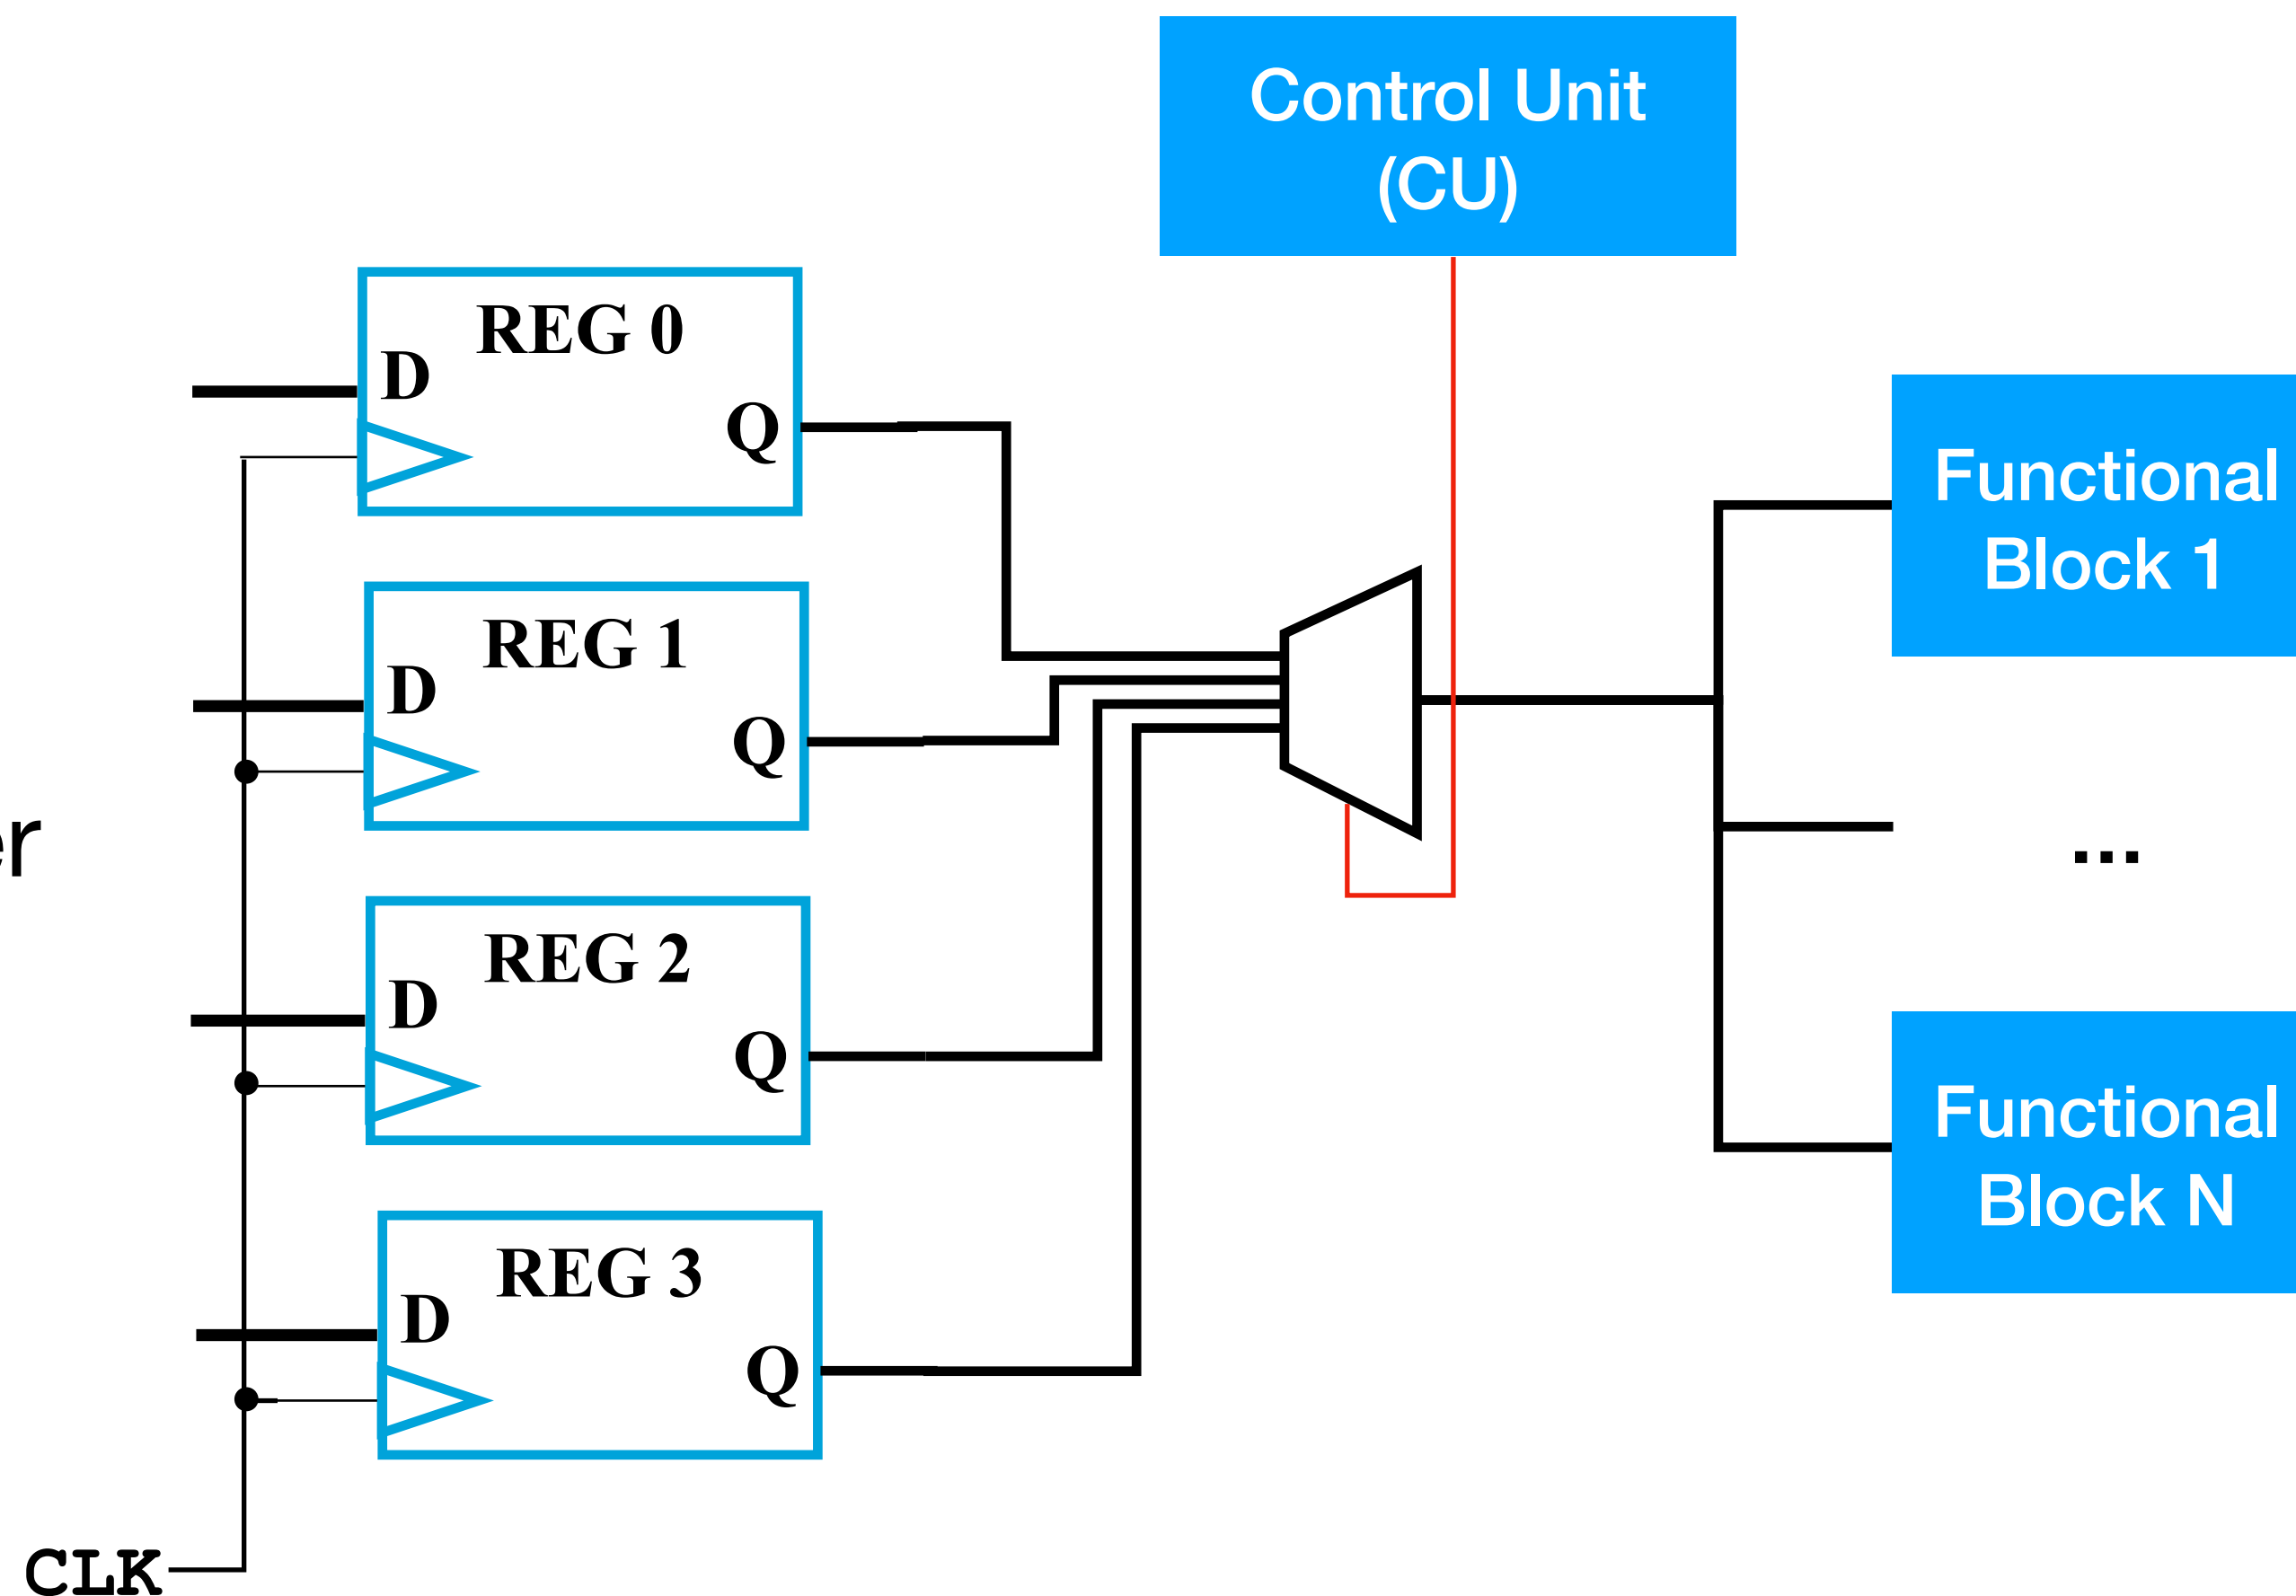 Control Unit
(CU)
REG 0
D
Q
REG 1
D
Q
REG 2
D
Q
REG 3
D
Q
CLK
Functional
Block 1
...
Functional
Block N